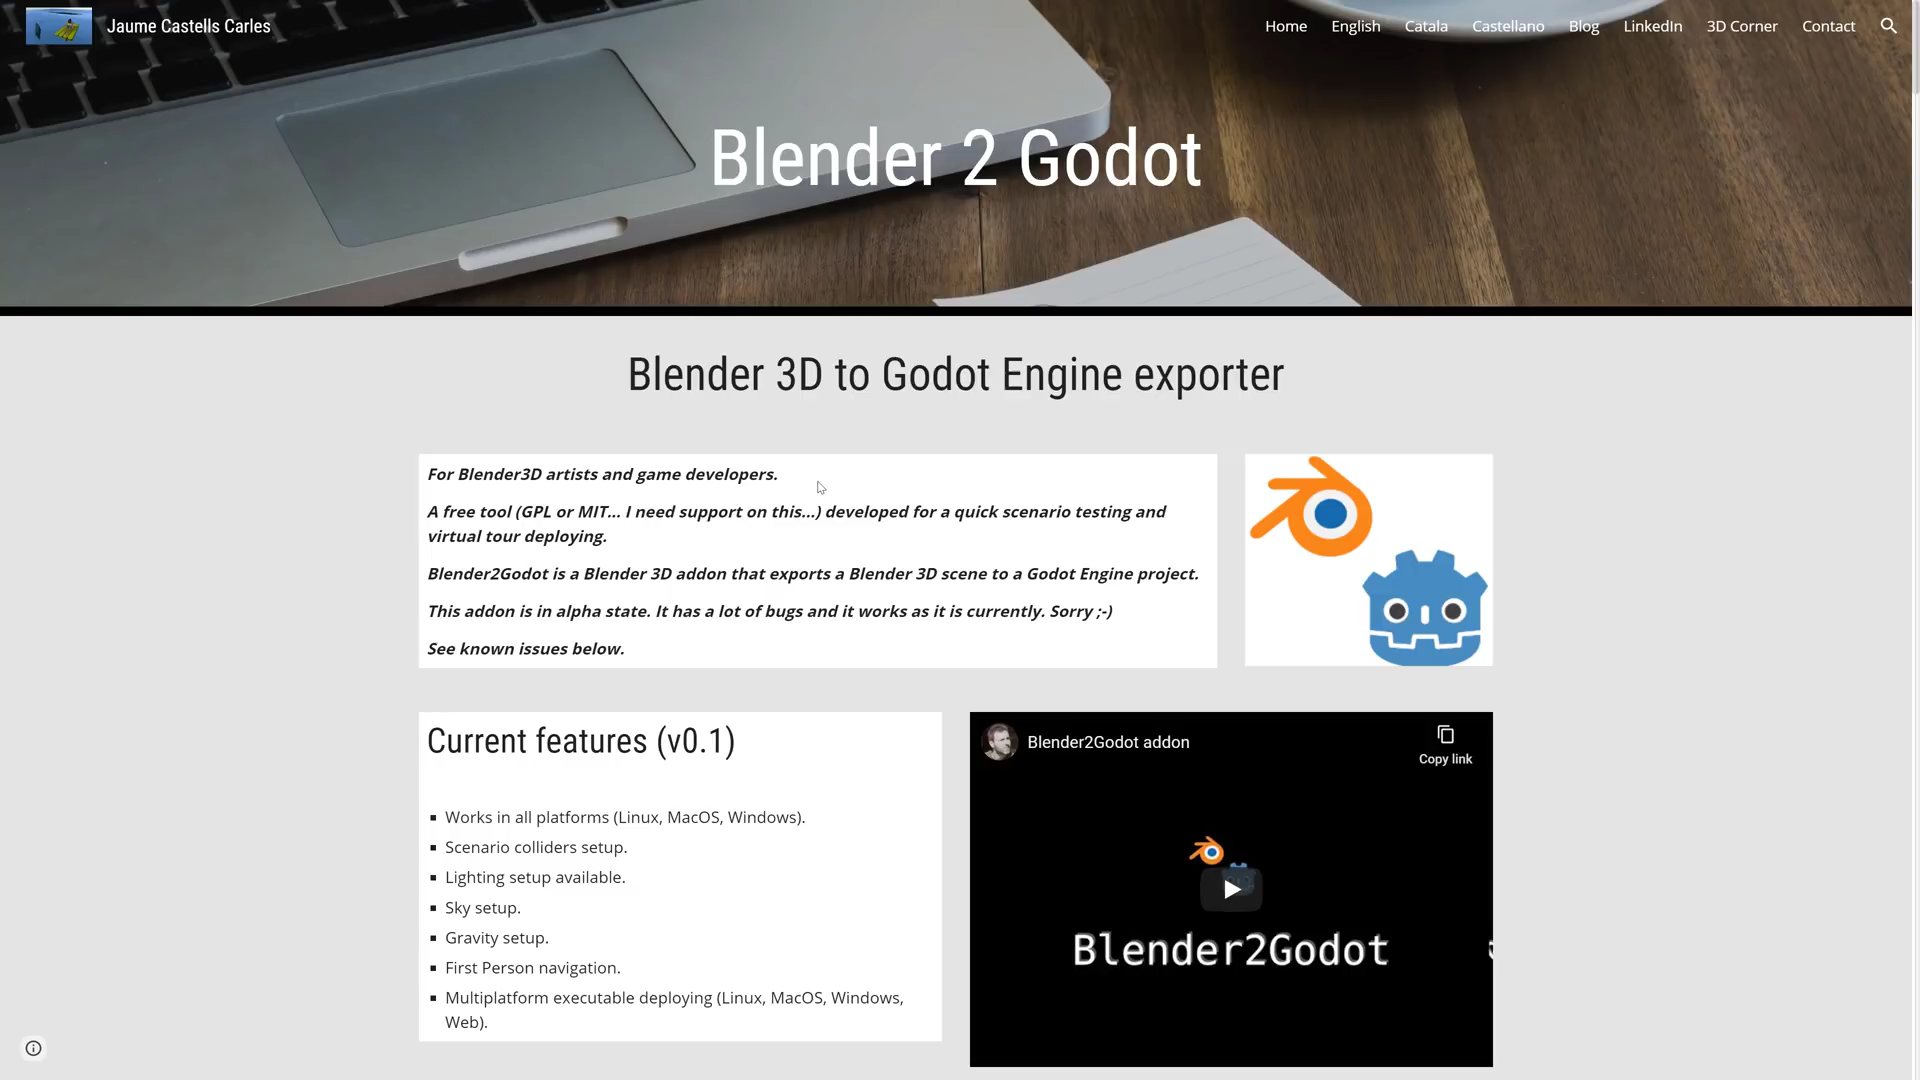 Jaume Castells Carles
Home English Catala Castellano Blog LinkedIn 3D Corner Contact
Blender 2 Godot
Blender 3D to Godot Engine exporter
For Blender3D artists and game developers.
A free tool (GPL or MIT... I need support on this...) developed for a quick scenario testing and
virtual tour deploying.
Blender2Godot is a Blender 3D addon that exports a Blender 3D scene to a Godot Engine project.
This addon is in alpha state. It has a lot of bugs and it works as it is currently. Sorry ;-)
See known issues below.
Current features (v0.1)
Works in all platforms (Linux, MacOS, Windows).
Scenario colliders setup.
Lighting setup available.
Sky setup.
Gravity setup.
First Person navigation.
Multiplatform executable deploying (Linux, MacOS, Windows,
Web).
Blender2Godot addon
Copy link
Blender2Godot